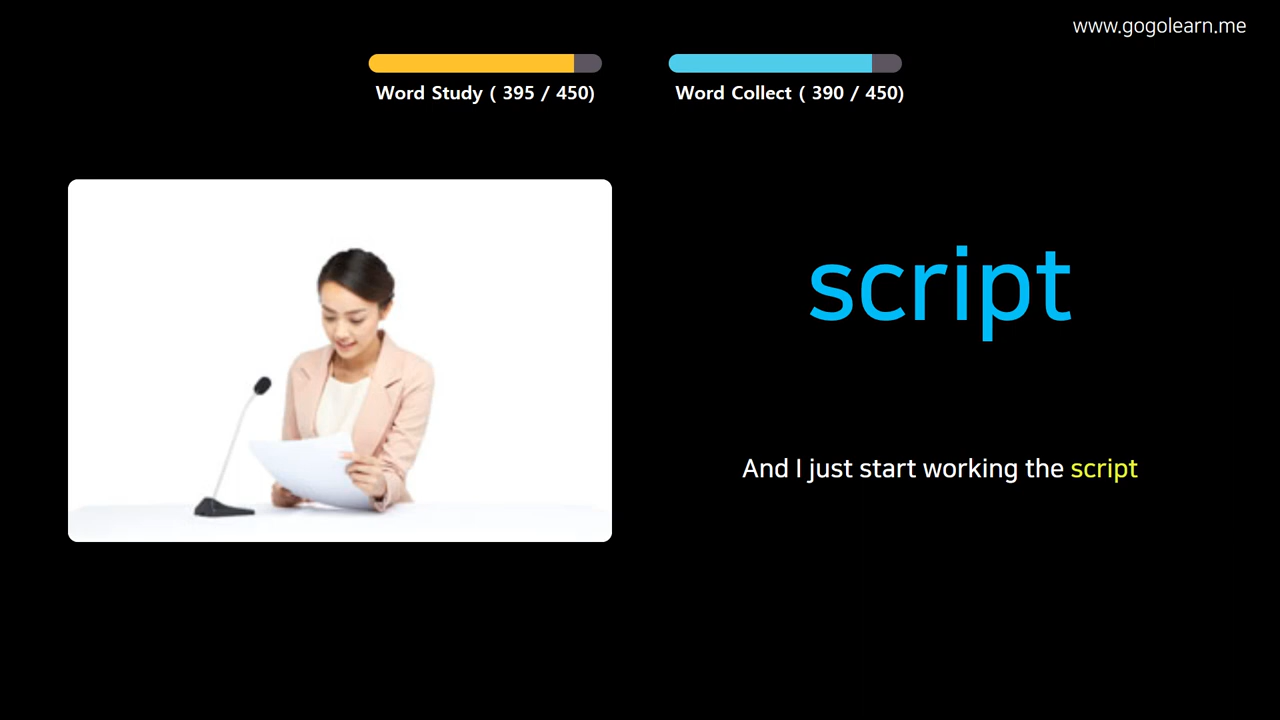 www.gogolearn.me
Word Study ( 395 / 450)
Word Collect ( 390 / 450)
script
And I just start working the script